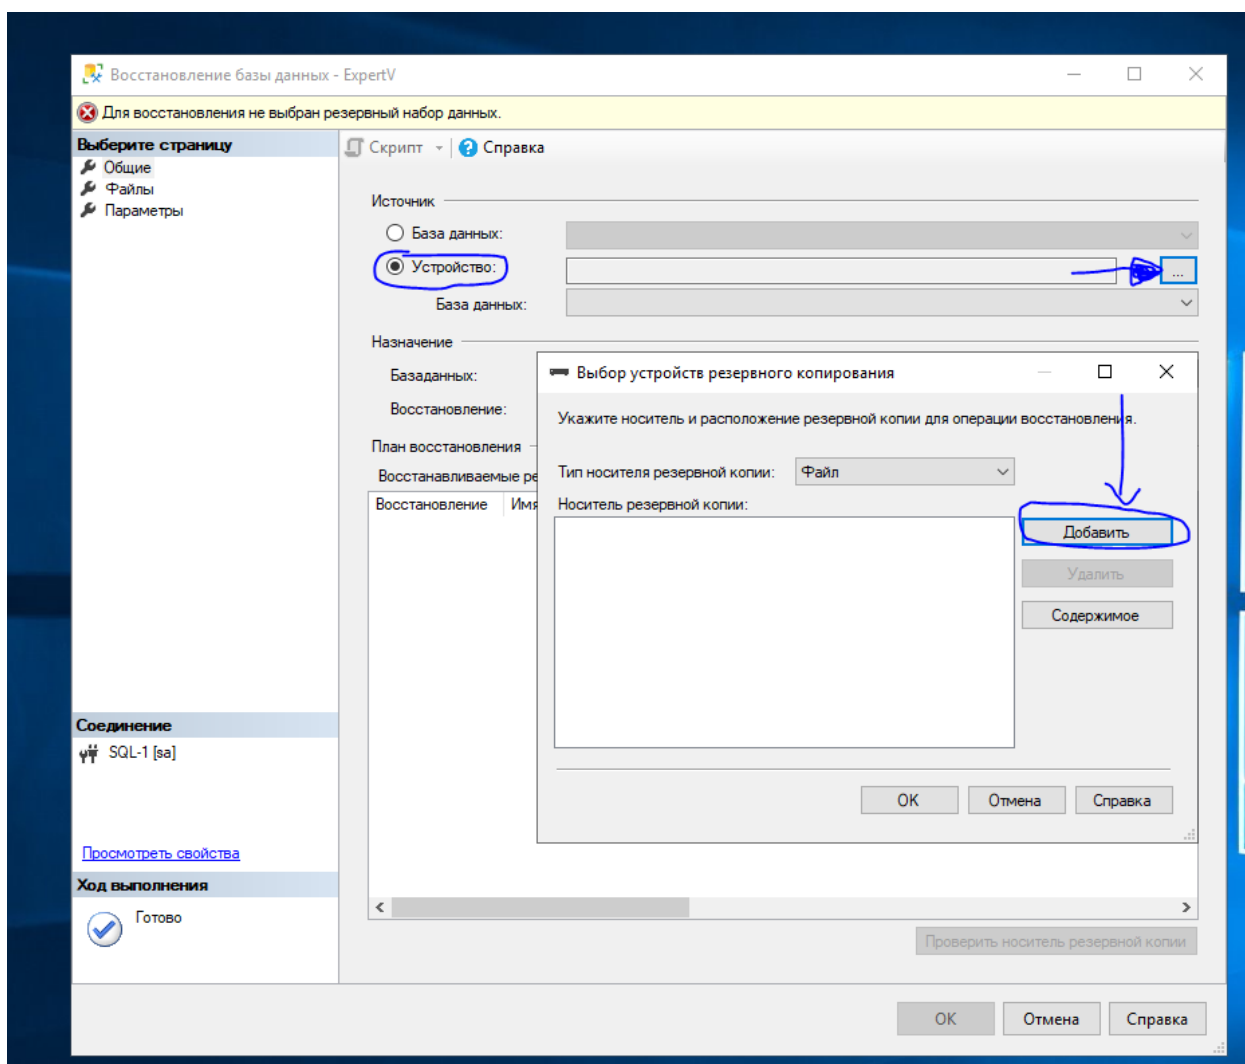 Восстановление базы данных - ExpertV
Для восстановления не выбран резервный набор данных.
Выберите страницу
Общие
Файлы
Параметры
Скрипт
Справка
Источник
База данных:
Устройство:
...
База данных:
Назначение
Базаданных:
Восстановление:
План восстановления
Восстанавливаемые ре
Восстановление Имя
Выбор устройств резервного копирования
Укажите носитель и расположение резервной копии для операции восстановления.
Тип носителя резервной копии: Файл
Носитель резервной копии:
Добавить
Удалить
Содержимое
ОК Отмена Справка
Соединение
SQL-1 [sa]
Просмотреть свойства
Ход выполнения
Готово
Проверить носитель резервной копии
ОК Отмена Справка